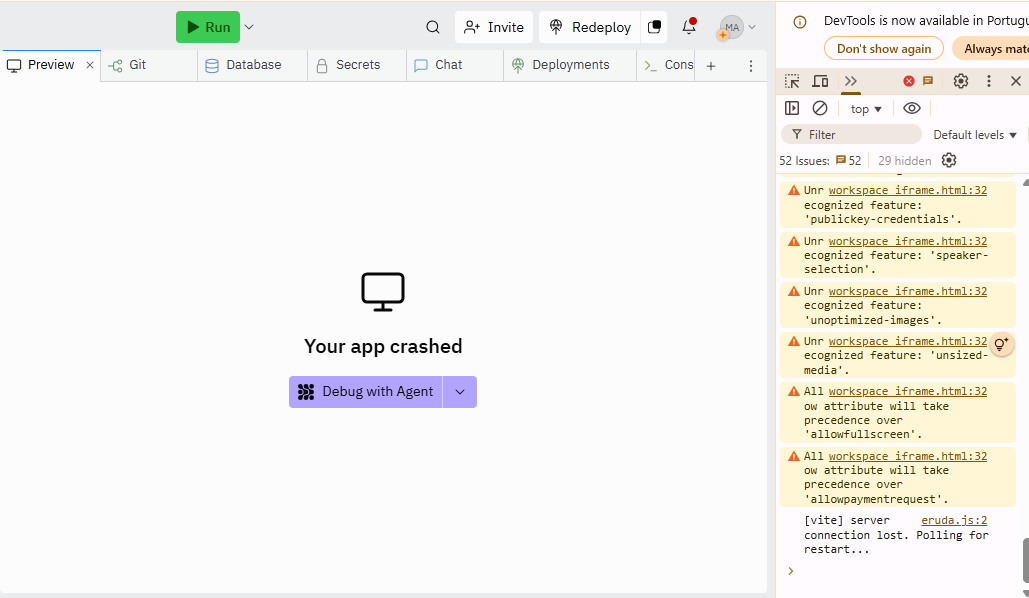 Run
Invite
Redeploy
MA
Preview
Git
Database
Secrets
Chat
Deployments
Cons
Your app crashed
Debug with Agent
DevTools is now available in Portugu
Don't show again
Always matc
top
Filter
Default levels
52 Issues: 52
29 hidden
Unr workspace_iframe.html:32
ecognized feature:
'publickey-credentials'.
Unr workspace_iframe.html:32
ecognized feature: 'speaker-
selection'.
Unr workspace_iframe.html:32
ecognized feature:
'unoptimized-images'.
Unr workspace_iframe.html:32
ecognized feature: 'unsized-
media'.
All workspace_iframe.html:32
ow attribute will take
precedence over
'allowfullscreen'.
All workspace_iframe.html:32
ow attribute will take
precedence over
'allowpaymentrequest'.
[vite] server eruda.js:2
connection lost. Polling for
restart...